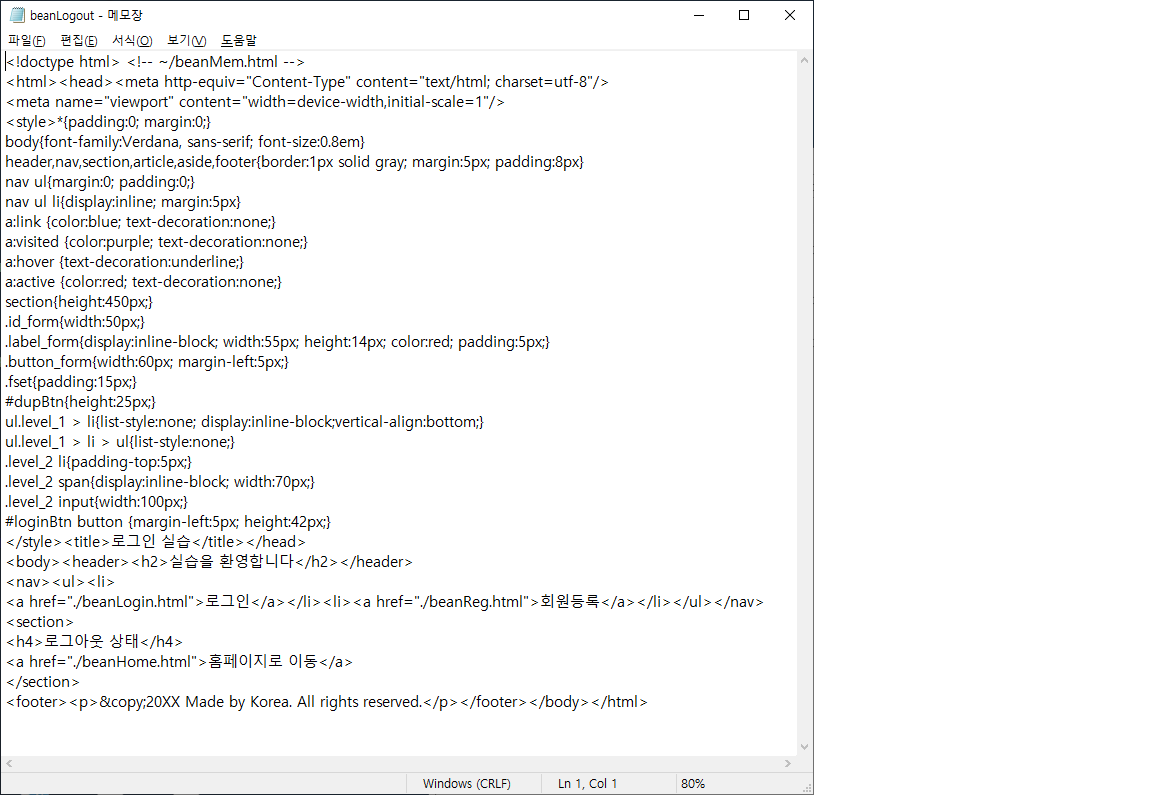 beanLogout - 메모장
파일(F) 편집(E) 서식(O) 보기(V) 도움말
<!doctype html> <!-- ~/beanMem.html -->
<html><head><meta http-equiv="Content-Type" content="text/html; charset=utf-8"/>
<meta name="viewport" content="width=device-width,initial-scale=1"/>
<style>*{padding:0; margin:0;}
body{font-family:Verdana, sans-serif; font-size:0.8em}
header,nav,section,article,aside,footer{border:1px solid gray; margin:5px; padding:8px}
nav ul{margin:0; padding:0;}
nav ul li{display:inline; margin:5px}
a:link {color:blue; text-decoration:none;}
a:visited {color:purple; text-decoration:none;}
a:hover {text-decoration:underline;}
a:active {color:red; text-decoration:none;}
section{height:450px;}
.id_form{width:50px;}
.label_form{display:inline-block; width:55px; height:14px; color:red; padding:5px;}
.button_form{width:60px; margin-left:5px;}
.fset{padding:15px;}
#dupBtn{height:25px;}
ul.level_1 > li{list-style:none; display:inline-block;vertical-align:bottom;}
ul.level_1 > li > ul{list-style:none;}
.level_2 li{padding-top:5px;}
.level_2 span{display:inline-block; width:70px;}
.level_2 input{width:100px;}
#loginBtn button {margin-left:5px; height:42px;}
</style><title>로그인 실습</title></head>
<body><header><h2>실습을 환영합니다</h2></header>
<nav><ul><li>
<a href="./beanLogin.html">로그인</a></li><li><a href="./beanReg.html">회원등록</a></li></ul></nav>
<section>
<h4>로그아웃 상태</h4>
<a href="./beanHome.html">홈페이지로 이동</a>
</section>
<footer><p>&copy;20XX Made by Korea. All rights reserved.</p></footer></body></html>
Windows (CRLF) Ln 1, Col 1 80%